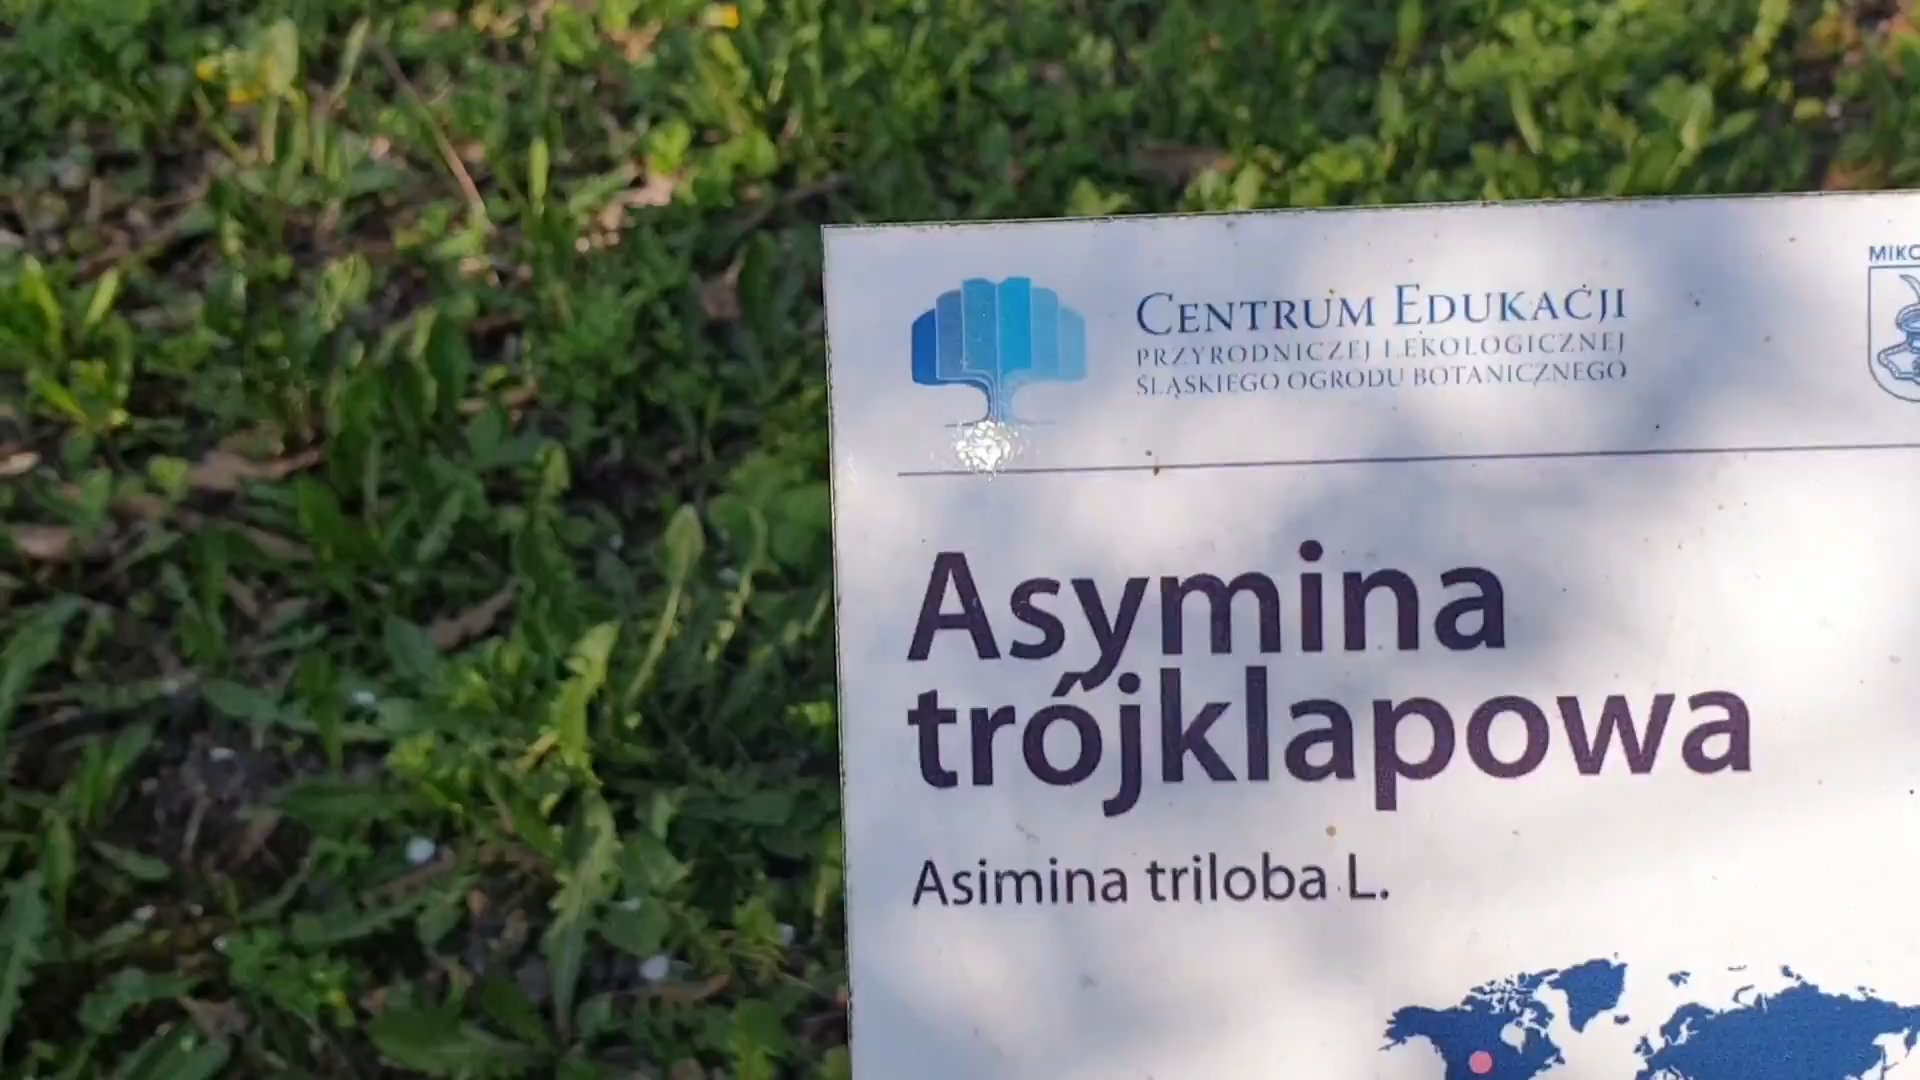 CENTRUM EDUKACJI
PRZYRODNICZEJ I EKOLOGICZNEJ
ŚLĄSKIEGO OGRODU BOTANICZNEGO
Asymina
trójklapowa
Asimina triloba L.